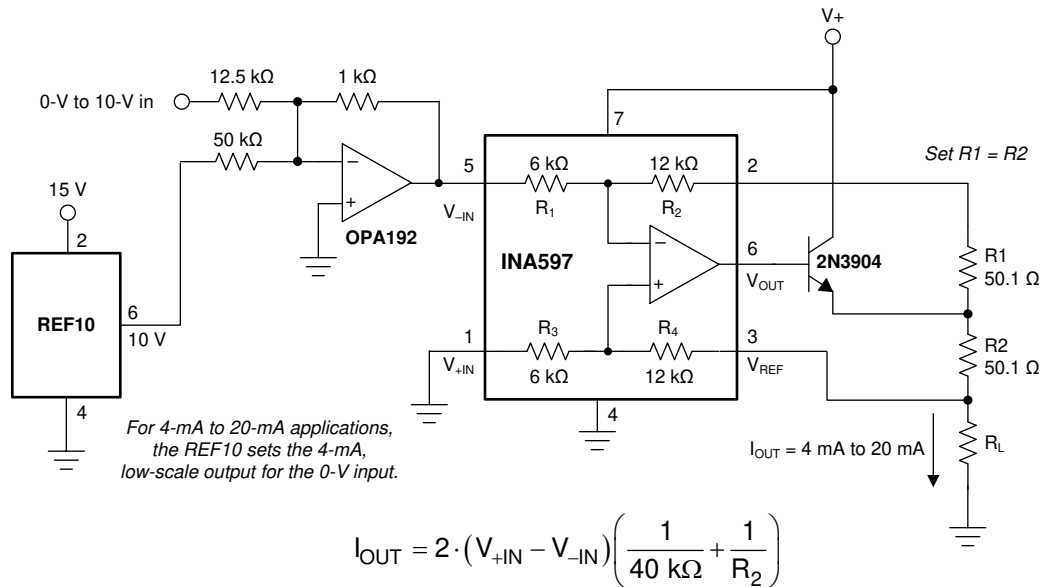 V+
12.5 kΩ
1 kΩ
0-V to 10-V in
7
50 kΩ
5
6 kΩ
12 kΩ
2
Set R1 = R2
15 V
V–IN
R₁
R₂
2
OPA192
INA597
6
2N3904
R1
50.1 Ω
VOUT
REF10
6
10 V
1
R₃
R₄
3
R2
50.1 Ω
V+IN
6 kΩ
12 kΩ
VREF
4
4
For 4-mA to 20-mA applications,
the REF10 sets the 4-mA,
low-scale output for the 0-V input.
IOUT = 4 mA to 20 mA
RL
IOUT = 2·(V+IN – V–IN)(1/40 kΩ + 1/R₂)